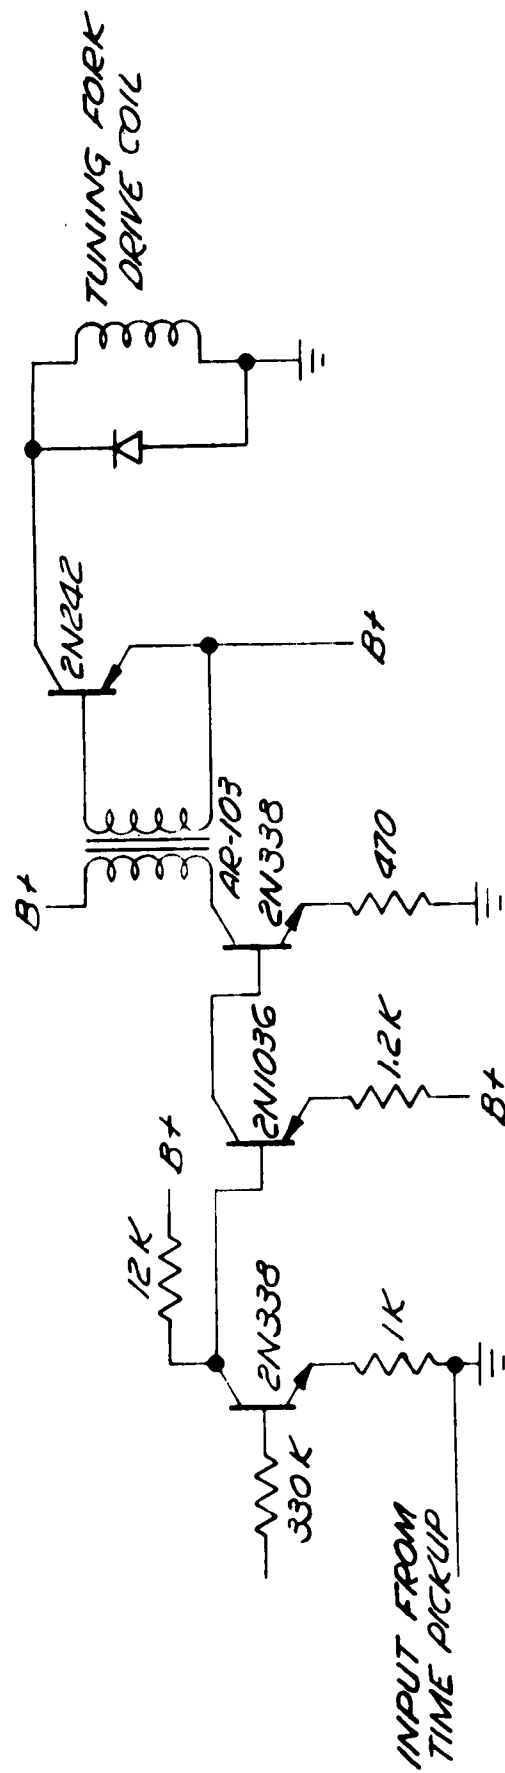 INPUT FROM
TIME PICKUP
330K
12K
B+
2N338
1K
2N1036
1.2K
B+
B+
AR-103
2N338
470
2N242
B+
TUNING FORK
DRIVE COIL